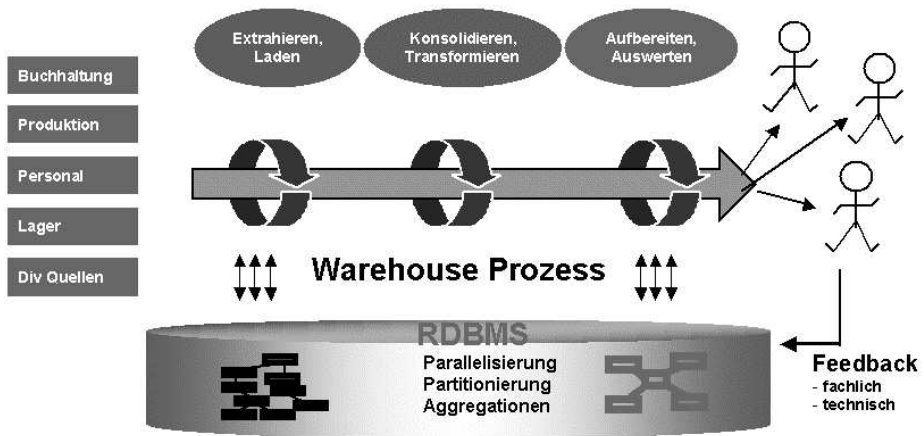 Extrahieren,
Laden
Konsolidieren,
Transformieren
Aufbereiten,
Auswerten
Buchhaltung
Produktion
Personal
Lager
Div Quellen
Warehouse Prozess
RDBMS
Parallelisierung
Partitionierung
Aggregationen
Feedback
- fachlich
- technisch